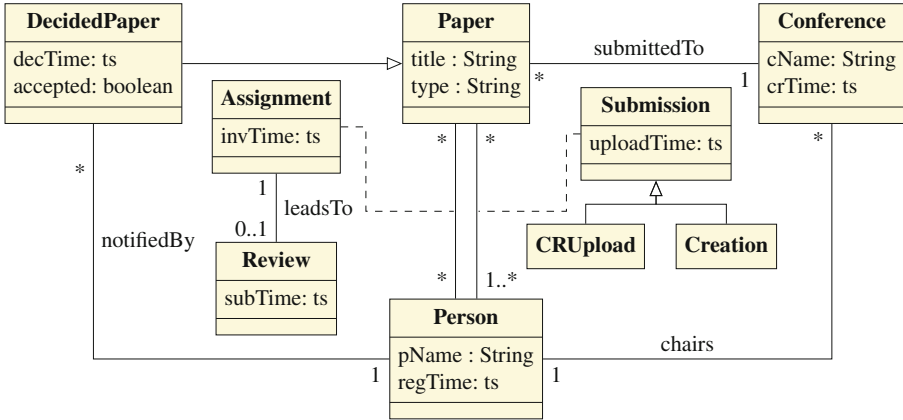 DecidedPaper
decTime: ts
accepted: boolean
Paper
title : String
type : String
submittedTo
*
1
Conference
cName: String
crTime: ts
Assignment
invTime: ts
Submission
uploadTime: ts
*
*
*
*
1
leadsTo
0..1
notifiedBy
CRUpload
Creation
Review
subTime: ts
*
1..*
Person
pName : String
regTime: ts
chairs
1
1